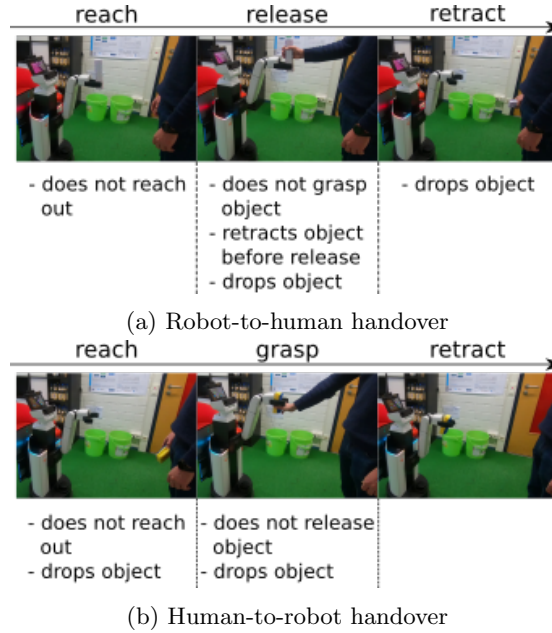 reach release retract
- does not reach - does not grasp - drops object
out object
- retracts object
before release
- drops object
(a) Robot-to-human handover
reach grasp retract
- does not reach - does not release
out object
- drops object - drops object
(b) Human-to-robot handover